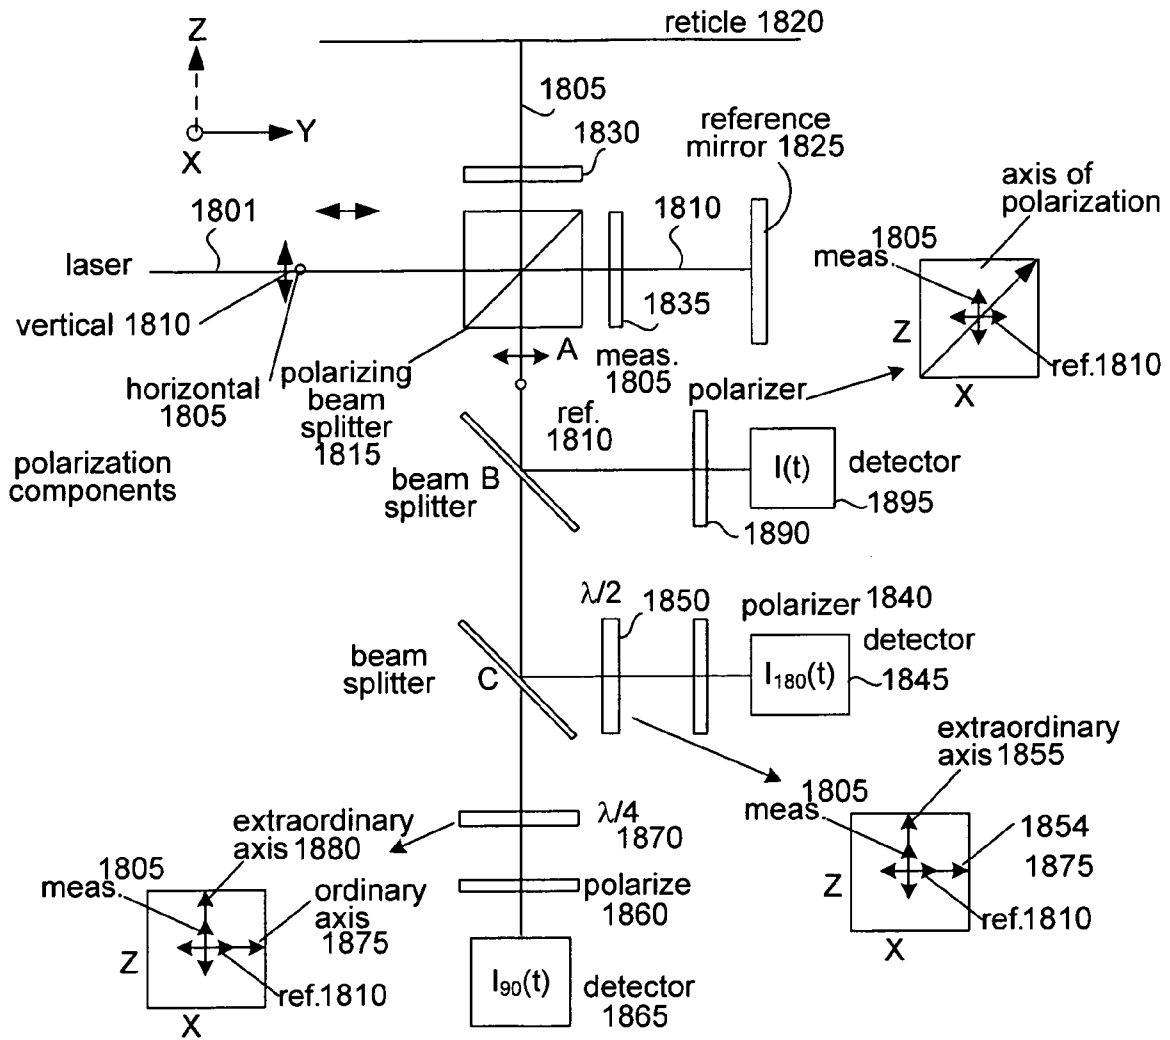 Z
reticle 1820
1805
Y
X
1830
reference
mirror 1825
axis of
polarization
1801
1810
1805
meas.
laser
1835
vertical 1810
Z
ref.1810
X
A
meas.
1805
horizontal
1805
polarizing
beam
splitter
1815
polarizer
ref.
1810
polarization
components
beam B
splitter
I(t)
detector
1895
1890
λ/2
1850
polarizer 1840
detector
1845
beam
splitter
C
I180(t)
extraordinary
axis 1855
1805
meas.
1854
1875
Z
ref.1810
X
λ/4
1870
extraordinary
axis 1880
1805
meas.
ordinary
axis
1875
Z
ref.1810
X
polarize
1860
I90(t)
detector
1865